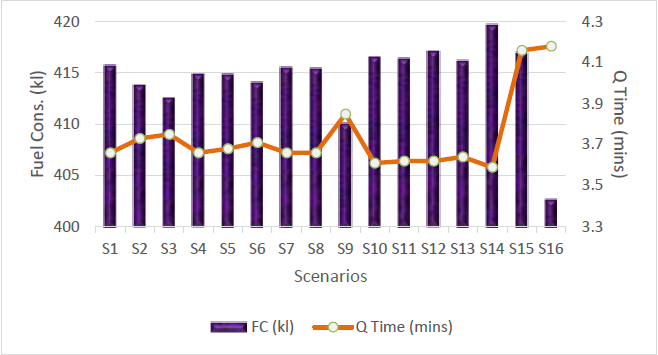 Fuel Cons. (kl)
420
415
410
405
400
4.3
4.1
3.9
3.7
3.5
3.3
Q Time (mins)
S1 S2 S3 S4 S5 S6 S7 S8 S9 S10 S11 S12 S13 S14 S15 S16
Scenarios
FC (kl) Q Time (mins)